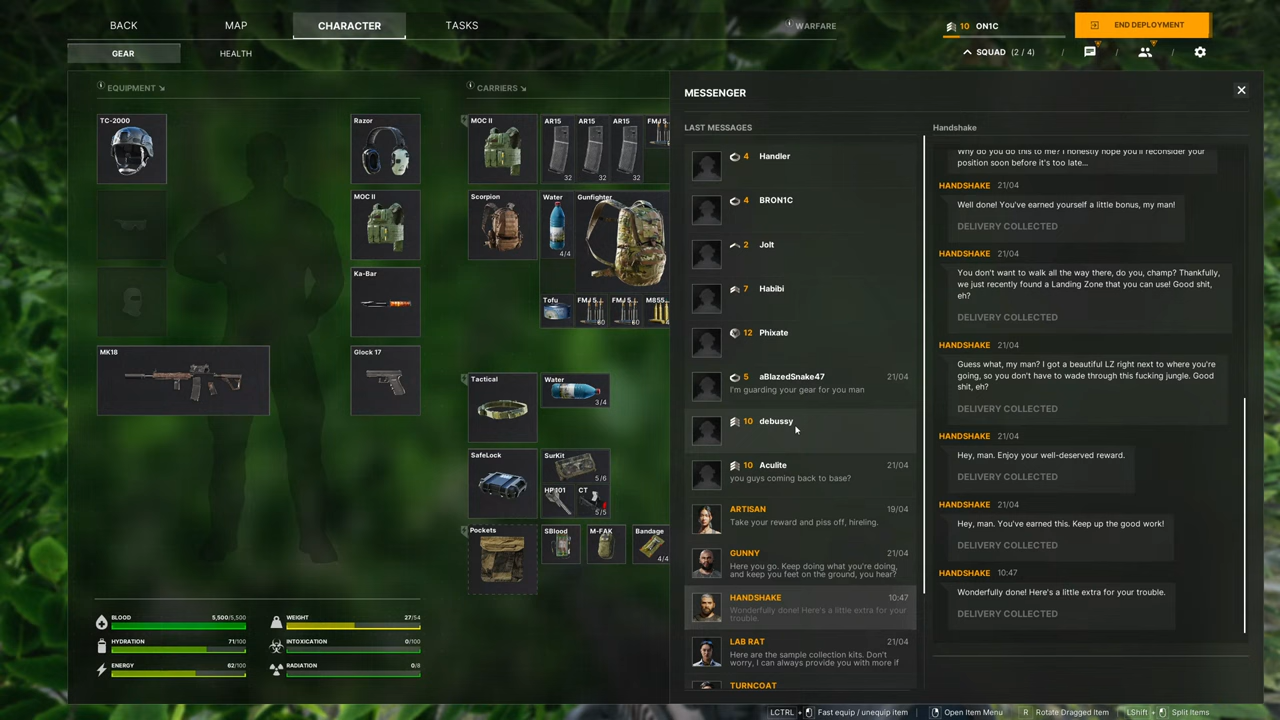 BACK
MAP
CHARACTER
TASKS
WARFARE
10 ON1C
END DEPLOYMENT
GEAR
HEALTH
SQUAD (2 / 4)
EQUIPMENT
TC-2000
Razor
MOC II
Ka-Bar
MK18
Glock 17
BLOOD
5,500/5,500
HYDRATION
71/100
ENERGY
62/100
WEIGHT
27/54
INTOXICATION
0/100
RADIATION
0/8
CARRIERS
MOC II
AR15
32
AR15
32
AR15
32
FMJ 5...
Scorpion
Water
4/4
Gunfighter
Tofu
FMJ 5...
60
FMJ 5...
60
M855...
Tactical
Water
3/4
SafeLock
SurKit
5/6
HP 101
CT
5/5
Pockets
SBlood
M-FAK
Bandage
4/4
MESSENGER
LAST MESSAGES
4 Handler
4 BRON1C
2 Jolt
7 Habibi
12 Phixate
5 aBlazedSnake47 21/04
I'm guarding your gear for you man
10 debussy
10 Aculite 21/04
you guys coming back to base?
ARTISAN 19/04
Take your reward and piss off, hireling.
GUNNY 21/04
Here you go. Keep doing what you're doing,
and keep you feet on the ground, you hear?
HANDSHAKE 10:47
Wonderfully done! Here's a little extra for your
trouble.
LAB RAT 21/04
Here are the sample collection kits. Don't
worry, I can always provide you with more if
TURNCOAT
Handshake
Why do you do this to me? I honestly hope you'll reconsider your
position soon before it's too late...
HANDSHAKE 21/04
Well done! You've earned yourself a little bonus, my man!
DELIVERY COLLECTED
HANDSHAKE 21/04
You don't want to walk all the way there, do you, champ? Thankfully,
we just recently found a Landing Zone that you can use! Good shit,
eh?
DELIVERY COLLECTED
HANDSHAKE 21/04
Guess what, my man? I got a beautiful LZ right next to where you're
going, so you don't have to wade through this fucking jungle. Good
shit, eh?
DELIVERY COLLECTED
HANDSHAKE 21/04
Hey, man. Enjoy your well-deserved reward.
DELIVERY COLLECTED
HANDSHAKE 21/04
Hey, man. You've earned this. Keep up the good work!
DELIVERY COLLECTED
HANDSHAKE 10:47
Wonderfully done! Here's a little extra for your trouble.
DELIVERY COLLECTED
LCTRL + Fast equip / unequip item
Open Item Menu
R Rotate Dragged Item
LShift + Split Items